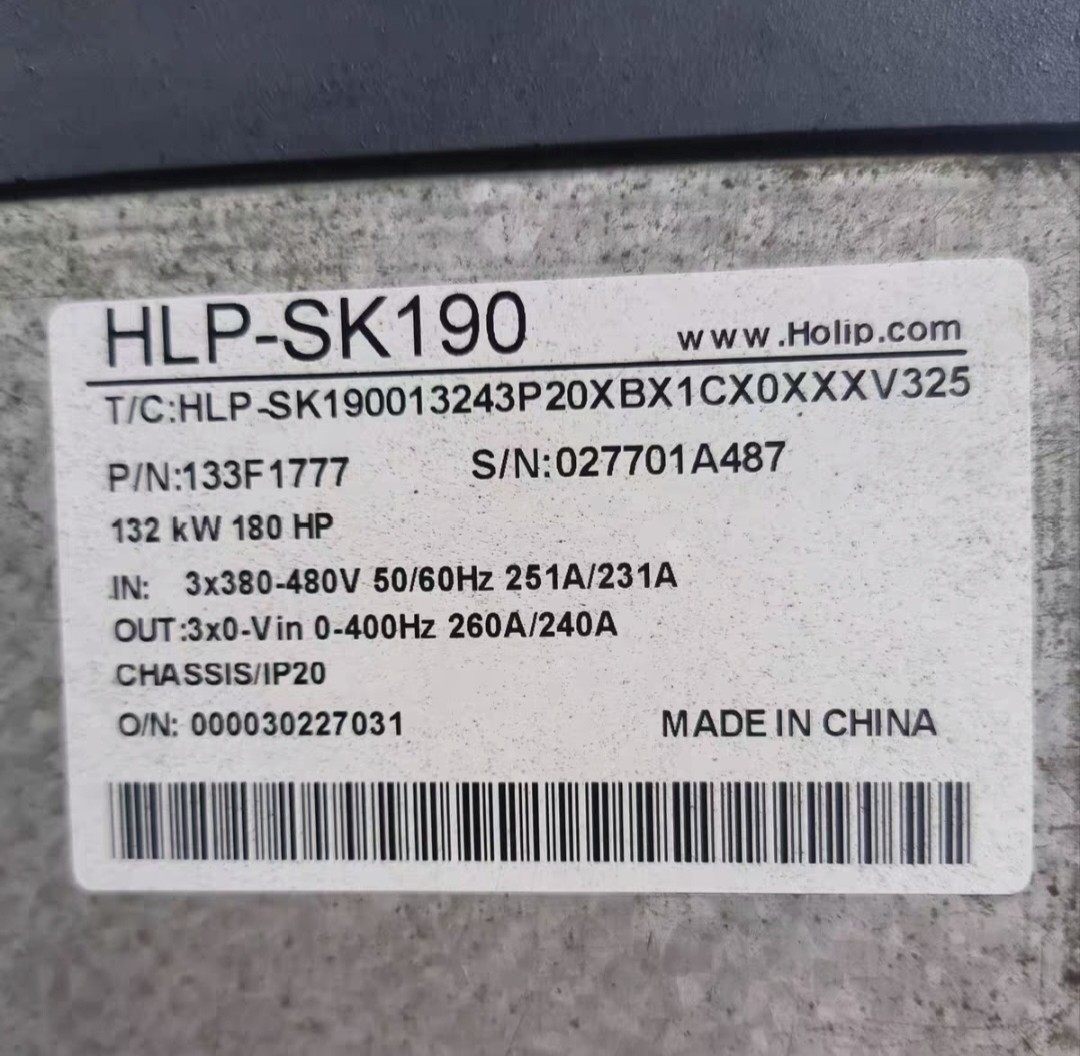 HLP-SK190
www.Holip.com
T/C:HLP-SK190013243P20XBX1CX0XXXV325
P/N:133F1777 S/N:027701A487
132 kW 180 HP
IN: 3x380-480V 50/60Hz 251A/231A
OUT:3x0-Vin 0-400Hz 260A/240A
CHASSIS/IP20
O/N: 000030227031 MADE IN CHINA